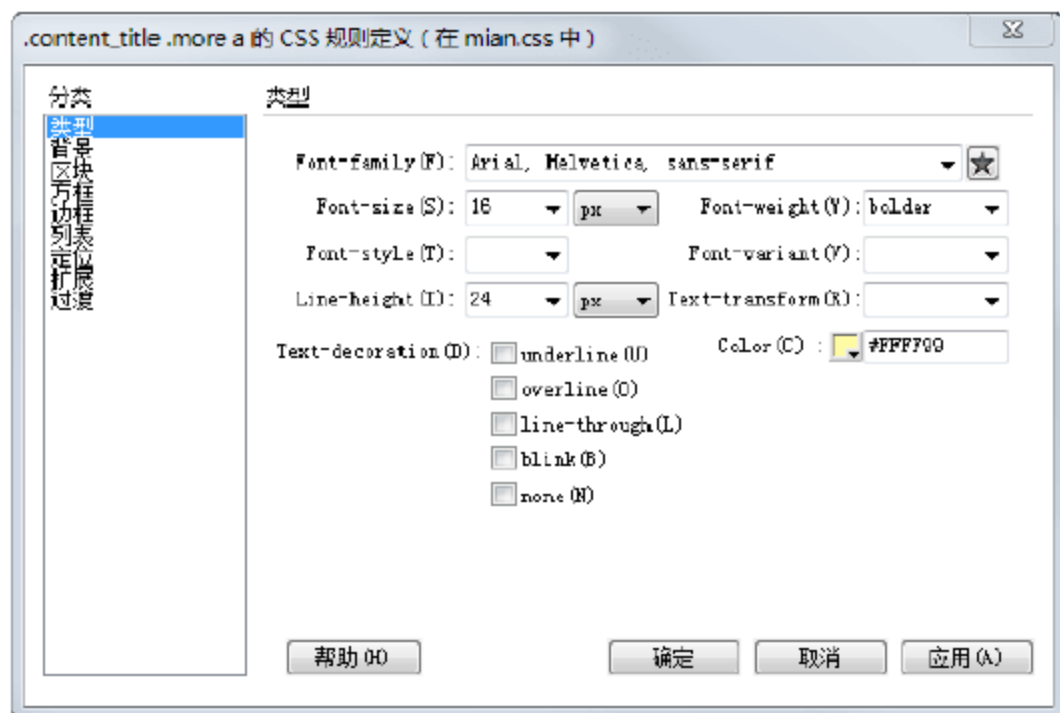 .content_title .more a 的 CSS 规则定义（在 mian.css 中）
分类
类型
背景
区块
方框
边框
列表
定位
扩展
过渡
类型
Font-family(F): Arial, Helvetica, sans-serif
Font-size(S): 16 px Font-weight(Y): bolder
Font-style(T): Font-variant(V):
Line-height(I): 24 px Text-transform(R):
Text-decoration(D): underline(U) Color(C) : #FFFF99
overline(O)
line-through(L)
blink(B)
none(N)
帮助(H) 确定 取消 应用(A)